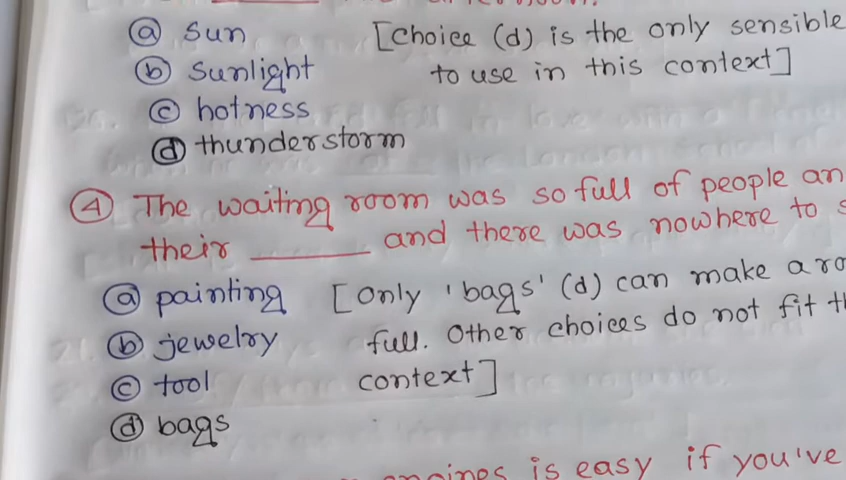 ⓐ sun [Choice (d) is the only sensible
ⓑ sunlight to use in this context]
ⓒ hotness
ⓓ thunderstorm
④ The waiting room was so full of people an
their ______ and there was nowhere to s
ⓐ painting [Only 'bags' (d) can make a ro
ⓑ jewelry full. Other choices do not fit th
ⓒ tool context]
ⓓ bags
engines is easy if you've